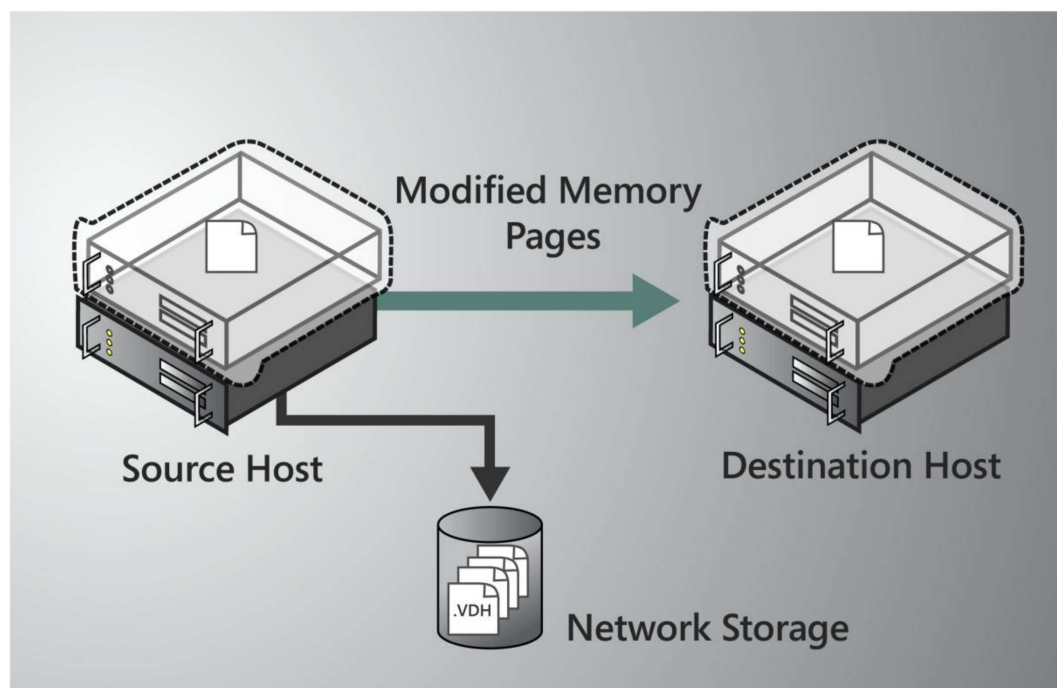 Modified Memory
Pages
Source Host
Destination Host
.VDH
Network Storage